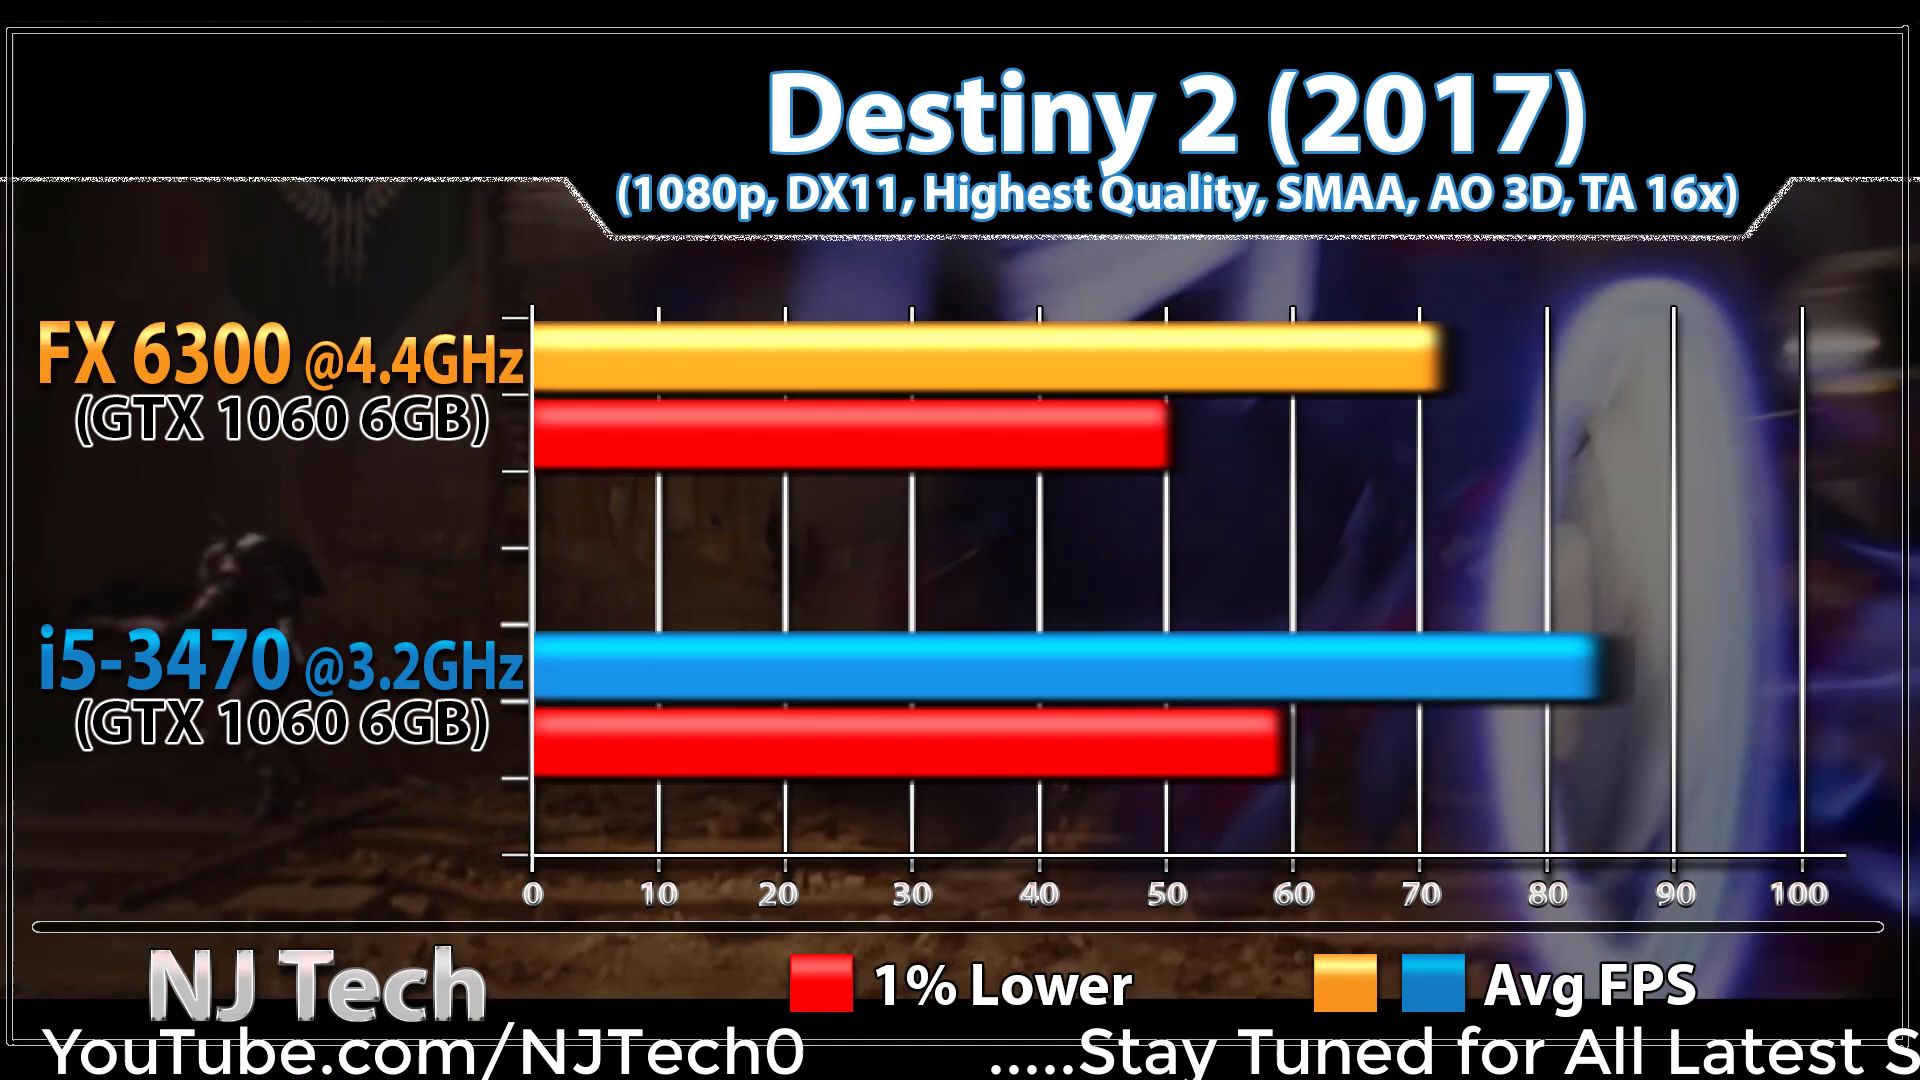 Destiny 2 (2017)
(1080p, DX11, Highest Quality, SMAA, AO 3D, TA 16x)
FX 6300 @4.4GHz
(GTX 1060 6GB)
i5-3470 @3.2GHz
(GTX 1060 6GB)
0 10 20 30 40 50 60 70 80 90 100
NJ Tech
1% Lower
Avg FPS
YouTube.com/NJTech0 .....Stay Tuned for All Latest S